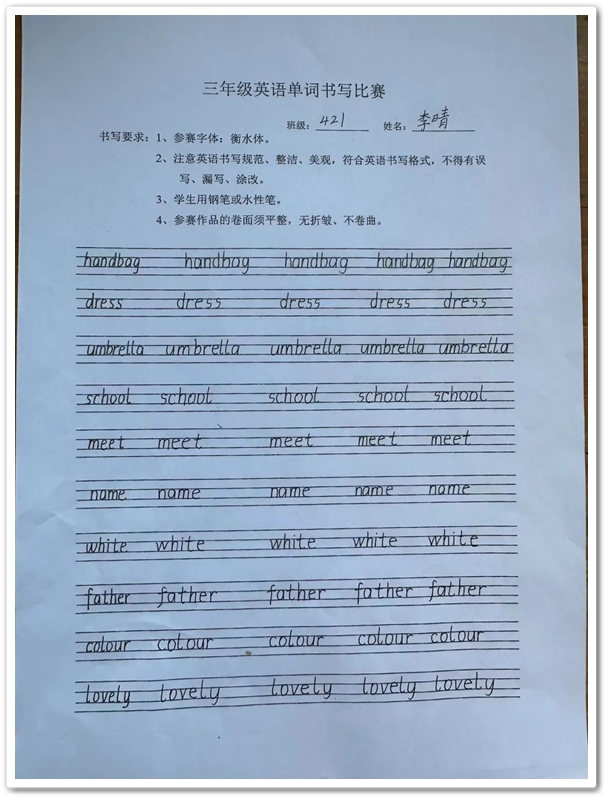 三年级英语单词书写比赛
班级：421 姓名：李晴
书写要求：1、参赛字体：衡水体。
2、注意英语书写规范、整洁、美观，符合英语书写格式，不得有误
写、漏写、涂改。
3、学生用钢笔或水性笔。
4、参赛作品的卷面须平整，无折皱、不卷曲。
handbag handbag handbag handbag handbag
dress dress dress dress dress
umbrella umbrella umbrella umbrella umbrella
school school school school school
meet meet meet meet meet
name name name name name
white white white white white
father father father father father
colour colour colour colour colour
lovely lovely lovely lovely lovely